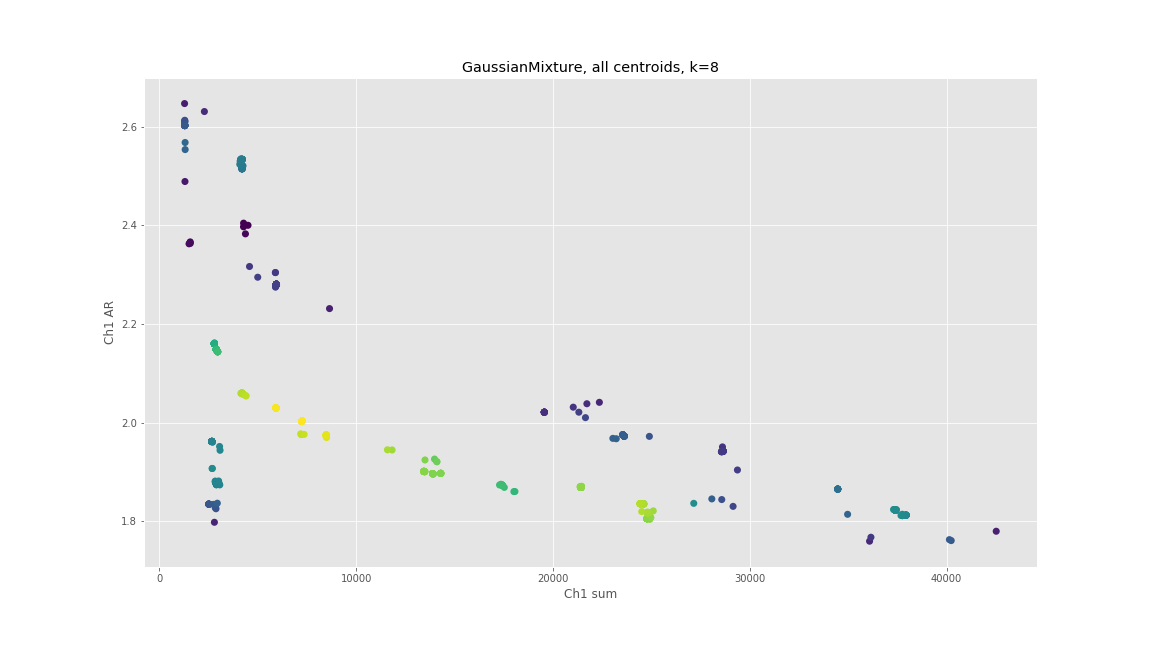 GaussianMixture, all centroids, k=8
2.6
2.4
2.2
2.0
1.8
Ch1 AR
0 10000 20000 30000 40000
Ch1 sum